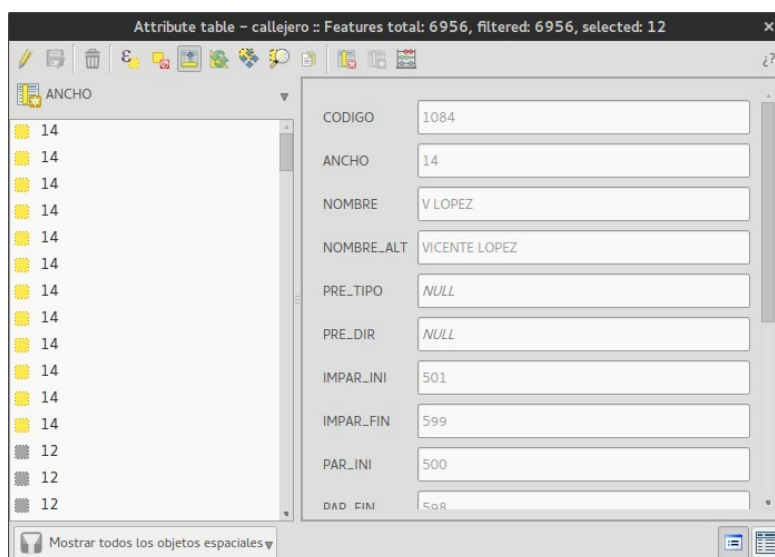 Attribute table - callejero :: Features total: 6956, filtered: 6956, selected: 12
ε
¿?
ANCHO
14
14
14
14
14
14
14
14
14
14
14
14
12
12
12
CODIGO 1084
ANCHO 14
NOMBRE V LOPEZ
NOMBRE_ALT VICENTE LOPEZ
PRE_TIPO NULL
PRE_DIR NULL
IMPAR_INI 501
IMPAR_FIN 599
PAR_INI 500
PAR_FIN 598
Mostrar todos los objetos espaciales